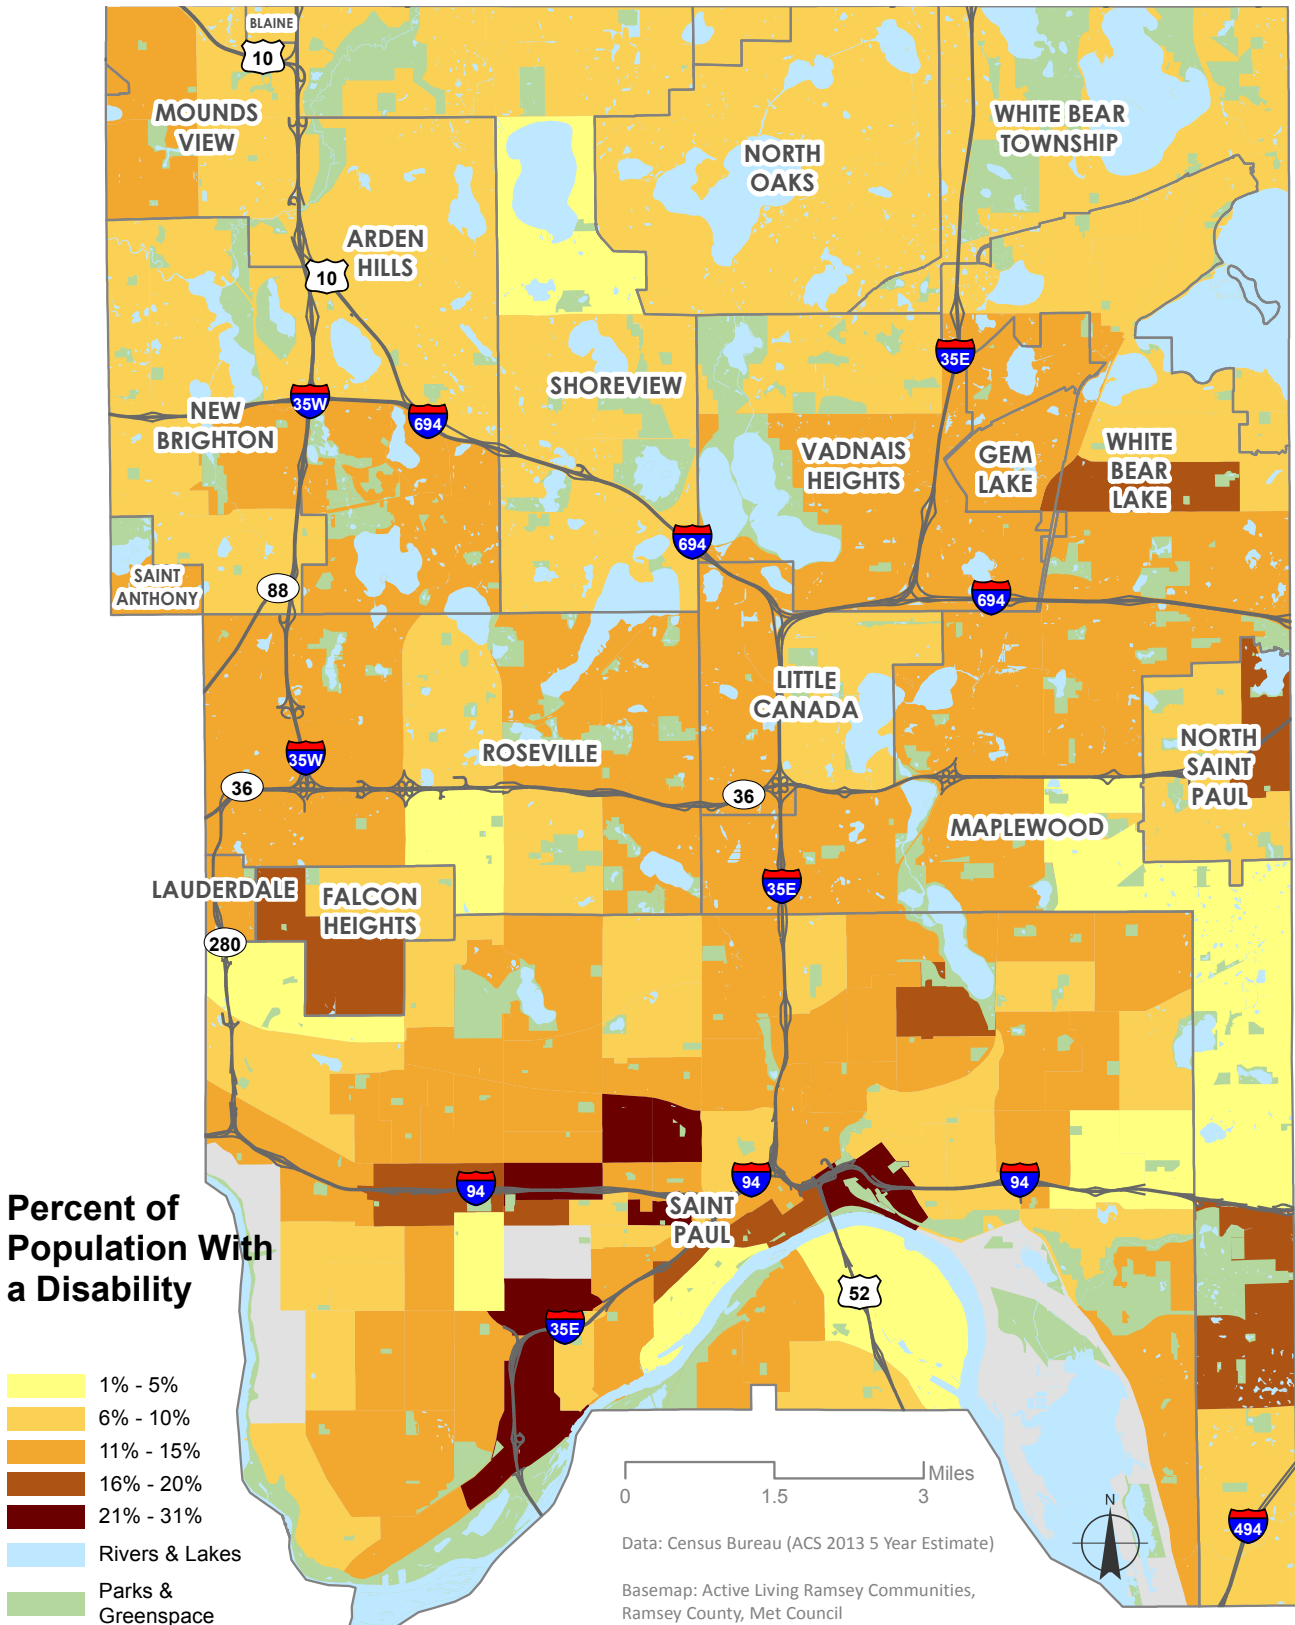 BLAINE
10
MOUNDS
VIEW
WHITE BEAR
TOWNSHIP
NORTH
OAKS
ARDEN
HILLS
10
35E
SHOREVIEW
35W
NEW
BRIGHTON
694
VADNAIS
HEIGHTS
GEM
LAKE
WHITE
BEAR
LAKE
694
SAINT
ANTHONY
88
694
LITTLE
CANADA
ROSEVILLE
35W
NORTH
SAINT
PAUL
36
36
MAPLEWOOD
LAUDERDALE
FALCON
HEIGHTS
35E
280
94
94
94
SAINT
PAUL
52
35E
494
Percent of
Population With
a Disability
1% - 5%
6% - 10%
11% - 15%
16% - 20%
21% - 31%
Rivers & Lakes
Parks &
Greenspace
Miles
0 1.5 3
N
Data: Census Bureau (ACS 2013 5 Year Estimate)
Basemap: Active Living Ramsey Communities,
Ramsey County, Met Council